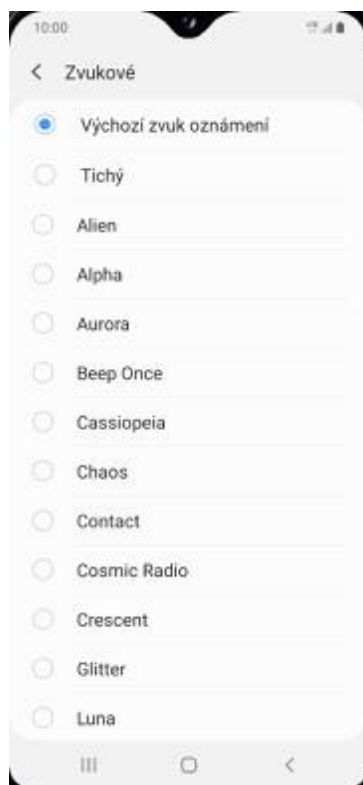 10:00
Zvukové
Výchozí zvuk oznámení
Tichý
Alien
Alpha
Aurora
Beep Once
Cassiopeia
Chaos
Contact
Cosmic Radio
Crescent
Glitter
Luna